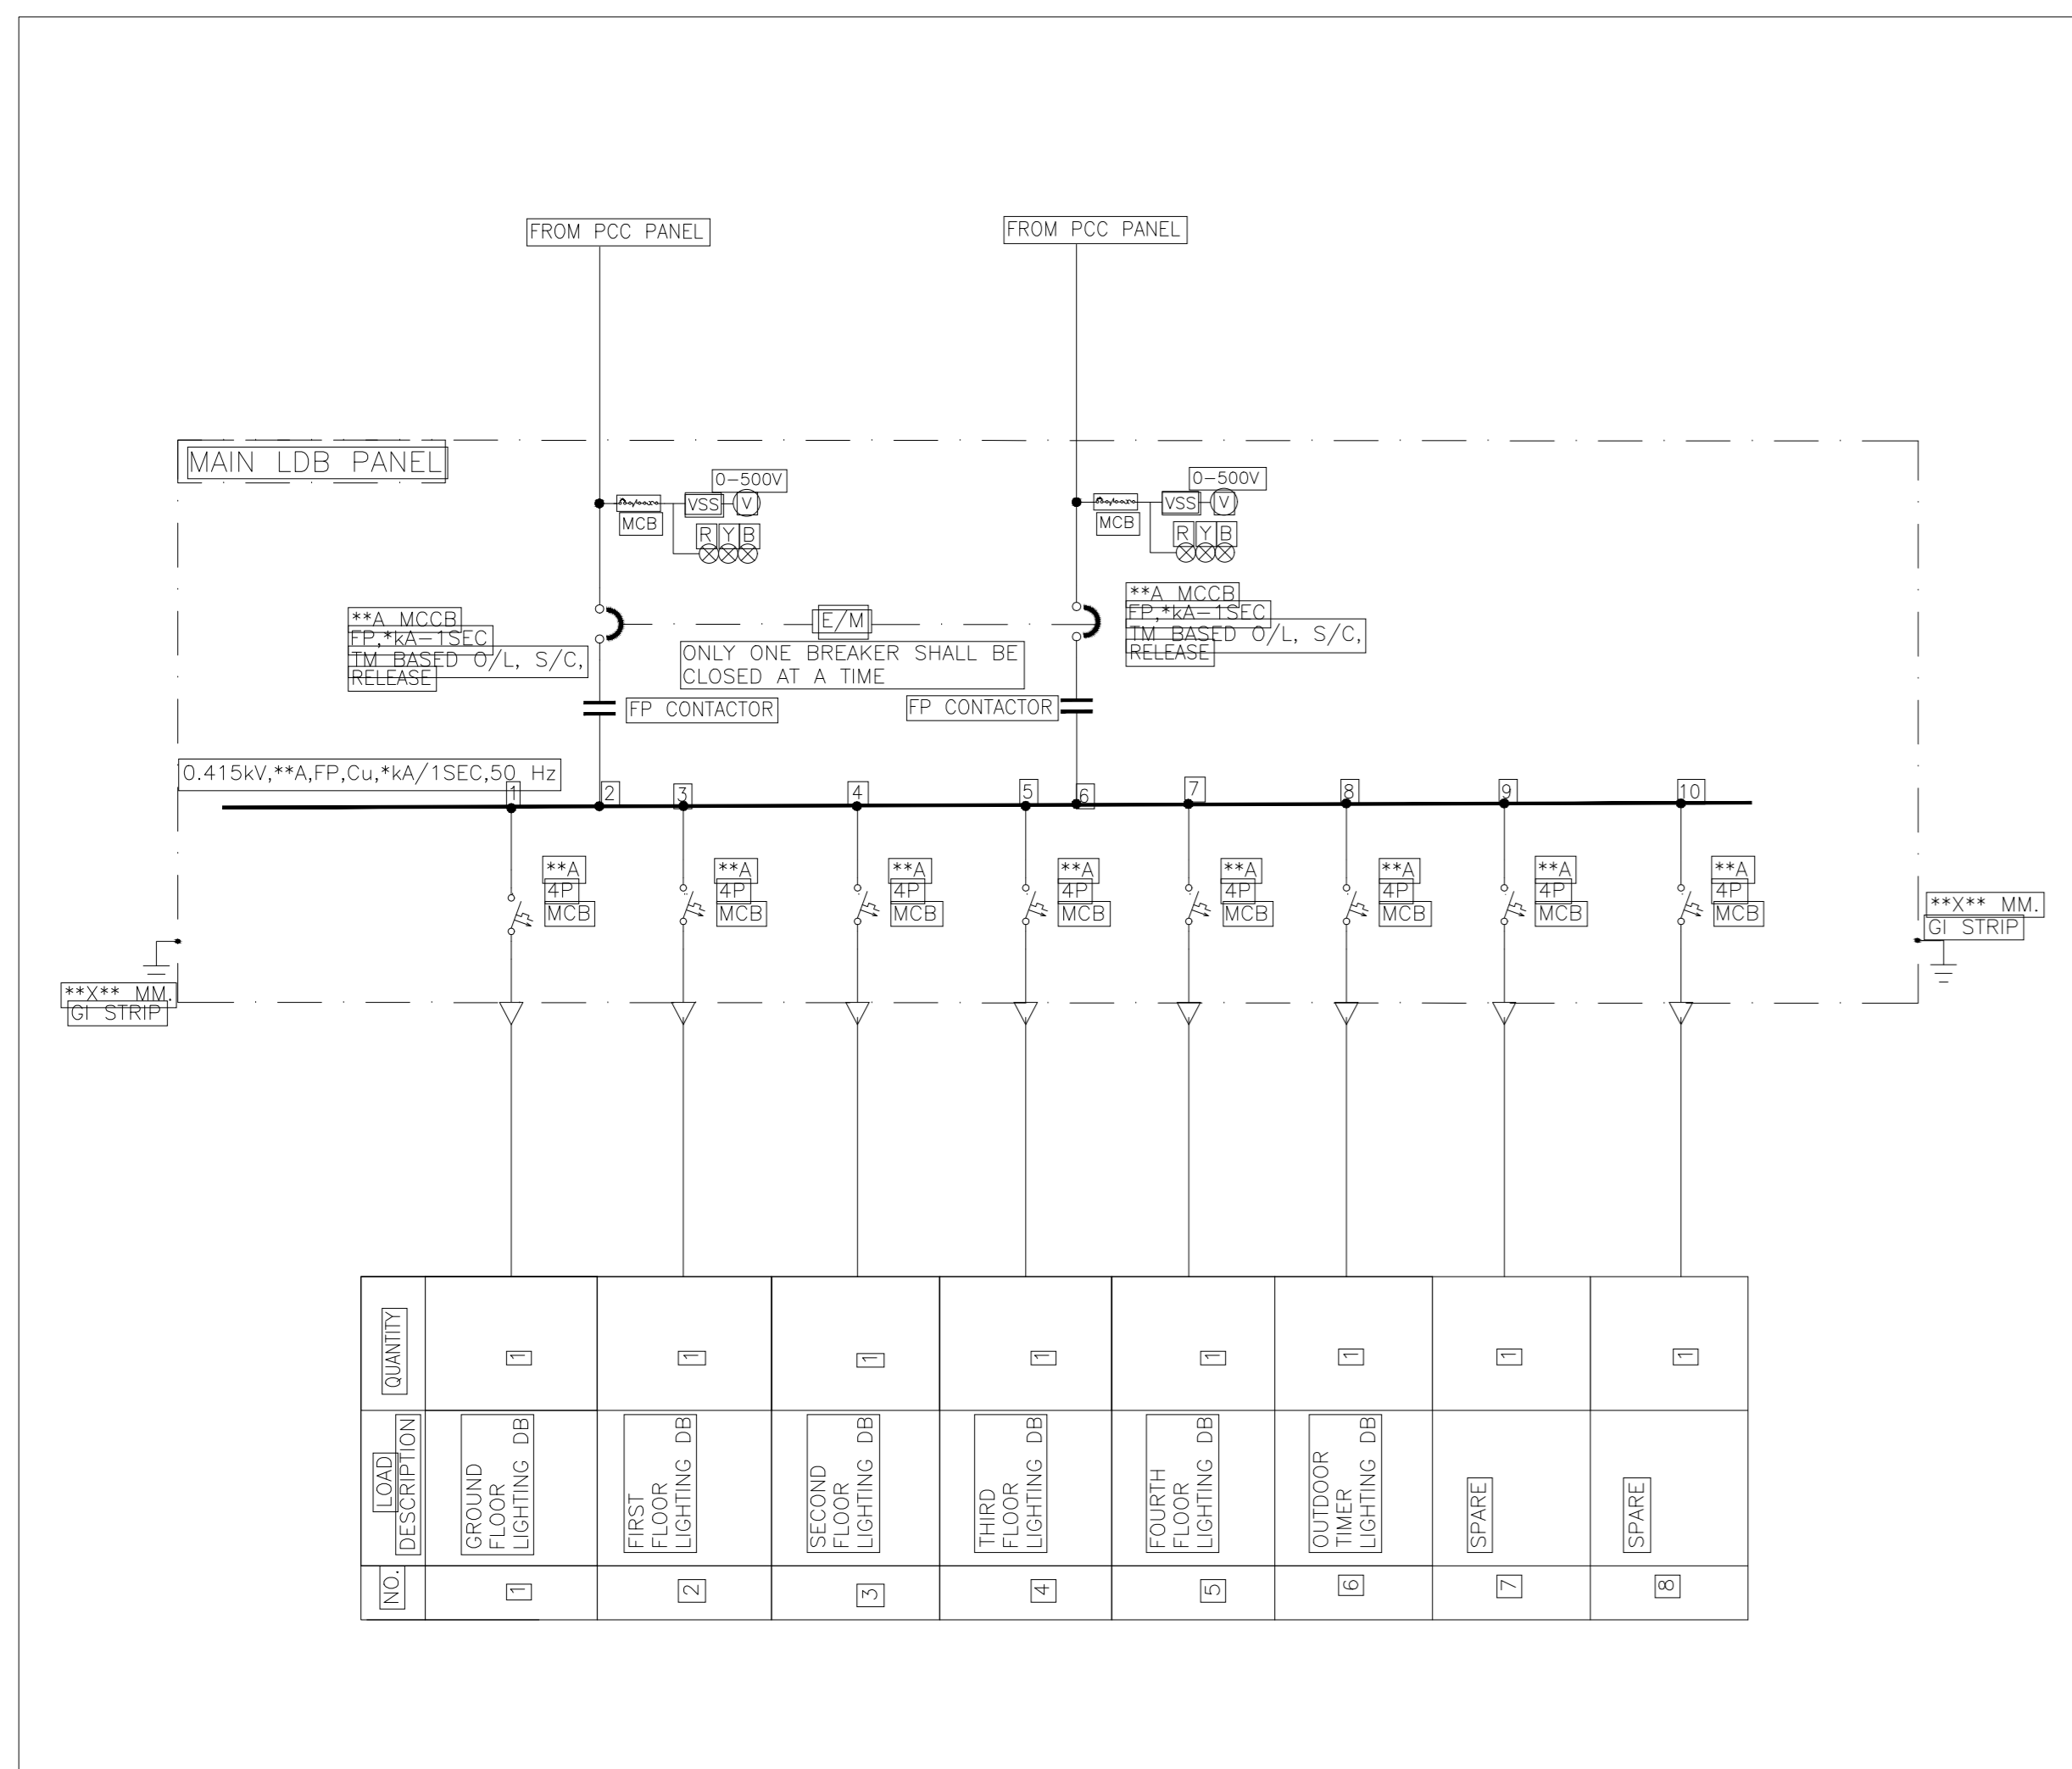 FROM PCC PANEL
FROM PCC PANEL
MAIN LDB PANEL
0-500V
VSS
V
MCB
R Y B
0-500V
VSS
V
MCB
R Y B
**A MCCB
FP,*kA-1SEC
TM BASED O/L, S/C,
RELEASE
E/M
ONLY ONE BREAKER SHALL BE
CLOSED AT A TIME
**A MCCB
FP,*kA-1SEC
TM BASED O/L, S/C,
RELEASE
FP CONTACTOR
FP CONTACTOR
0.415kV,**A,FP,Cu,*kA/1SEC,50 Hz
1 2 3 4 5 6 7 8 9 10
**A
4P
MCB
**A
4P
MCB
**A
4P
MCB
**A
4P
MCB
**A
4P
MCB
**A
4P
MCB
**A
4P
MCB
**A
4P
MCB
**X** MM.
GI STRIP
**X** MM.
GI STRIP
QUANTITY
1
1
1
1
1
1
1
1
LOAD
DESCRIPTION
GROUND
FLOOR
LIGHTING DB
FIRST
FLOOR
LIGHTING DB
SECOND
FLOOR
LIGHTING DB
THIRD
FLOOR
LIGHTING DB
FOURTH
FLOOR
LIGHTING DB
OUTDOOR
TIMER
LIGHTING DB
SPARE
SPARE
NO.
1
2
3
4
5
6
7
8